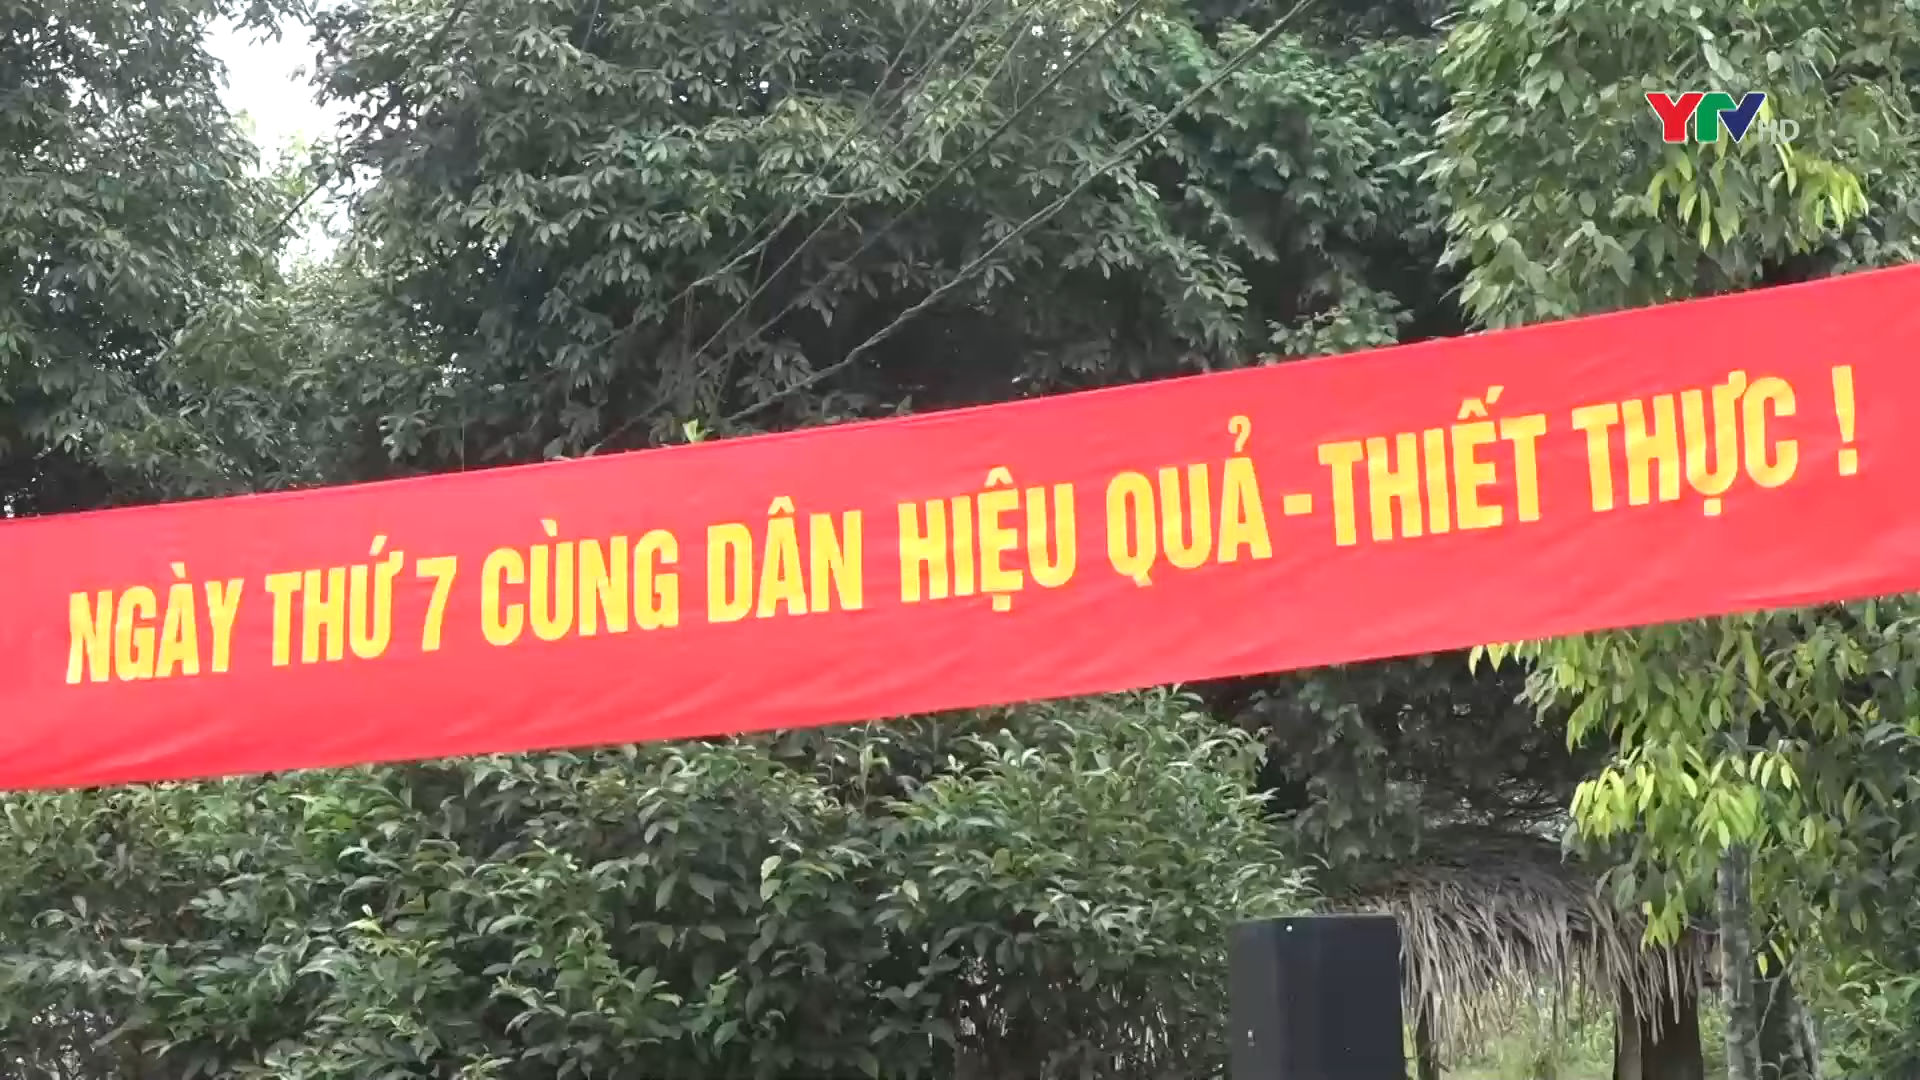 YTV HD
NGÀY THỨ 7 CÙNG DÂN HIỆU QUẢ - THIẾT THỰC !